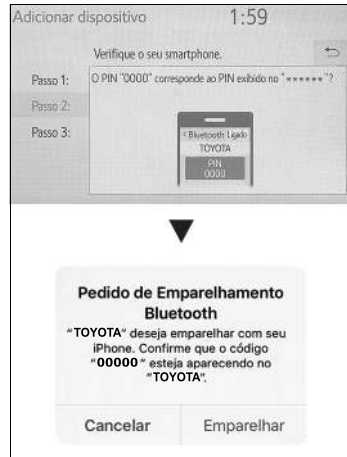 Adicionar dispositivo 1:59
Verifique o seu smartphone.
Passo 1:
O PIN "0000" corresponde ao PIN exibido no "******"?
Passo 2:
Passo 3:
< Bluetooth Ligado
TOYOTA
PIN
0000
Pedido de Emparelhamento
Bluetooth
"TOYOTA" deseja emparelhar com seu
iPhone. Confirme que o código
"00000" esteja aparecendo no
"TOYOTA".
Cancelar Emparelhar